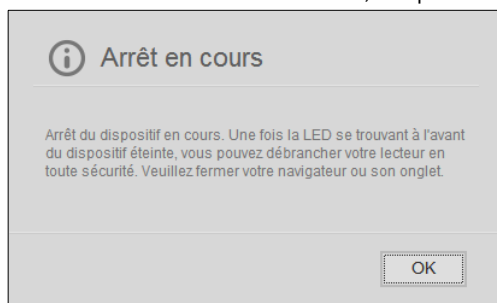 Arrêt en cours
Arrêt du dispositif en cours. Une fois la LED se trouvant à l'avant
du dispositif éteinte, vous pouvez débrancher votre lecteur en
toute sécurité. Veuillez fermer votre navigateur ou son onglet.
OK